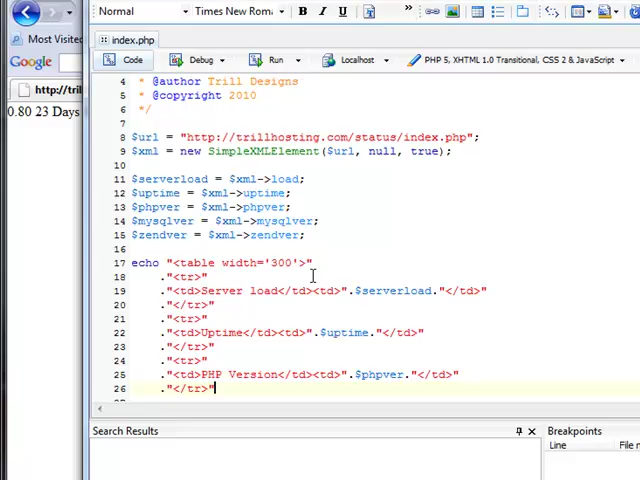 Normal
Times New Roma
B I U
Most Visited
index.php
Google
Code
Debug
Run
Localhost
PHP 5, XHTML 1.0 Transitional, CSS 2 & JavaScript
http://tril
0.80 23 Days
4 * @author Trill Designs
5 * @copyright 2010
6 */
7
8 $url = "http://trillhosting.com/status/index.php";
9 $xml = new SimpleXMLElement($url, null, true);
10
11 $serverload = $xml->load;
12 $uptime = $xml->uptime;
13 $phpver = $xml->phpver;
14 $mysqlver = $xml->mysqlver;
15 $zendver = $xml->zendver;
16
17 echo "<table width='300'>"
18 ."<tr>"
19 ."<td>Server load</td><td>".$serverload."</td>"
20 ."</tr>"
21 ."<tr>"
22 ."<td>Uptime</td><td>".$uptime."</td>"
23 ."</tr>"
24 ."<tr>"
25 ."<td>PHP Version</td><td>".$phpver."</td>"
26 ."</tr>"
Search Results
Breakpoints
Line
File